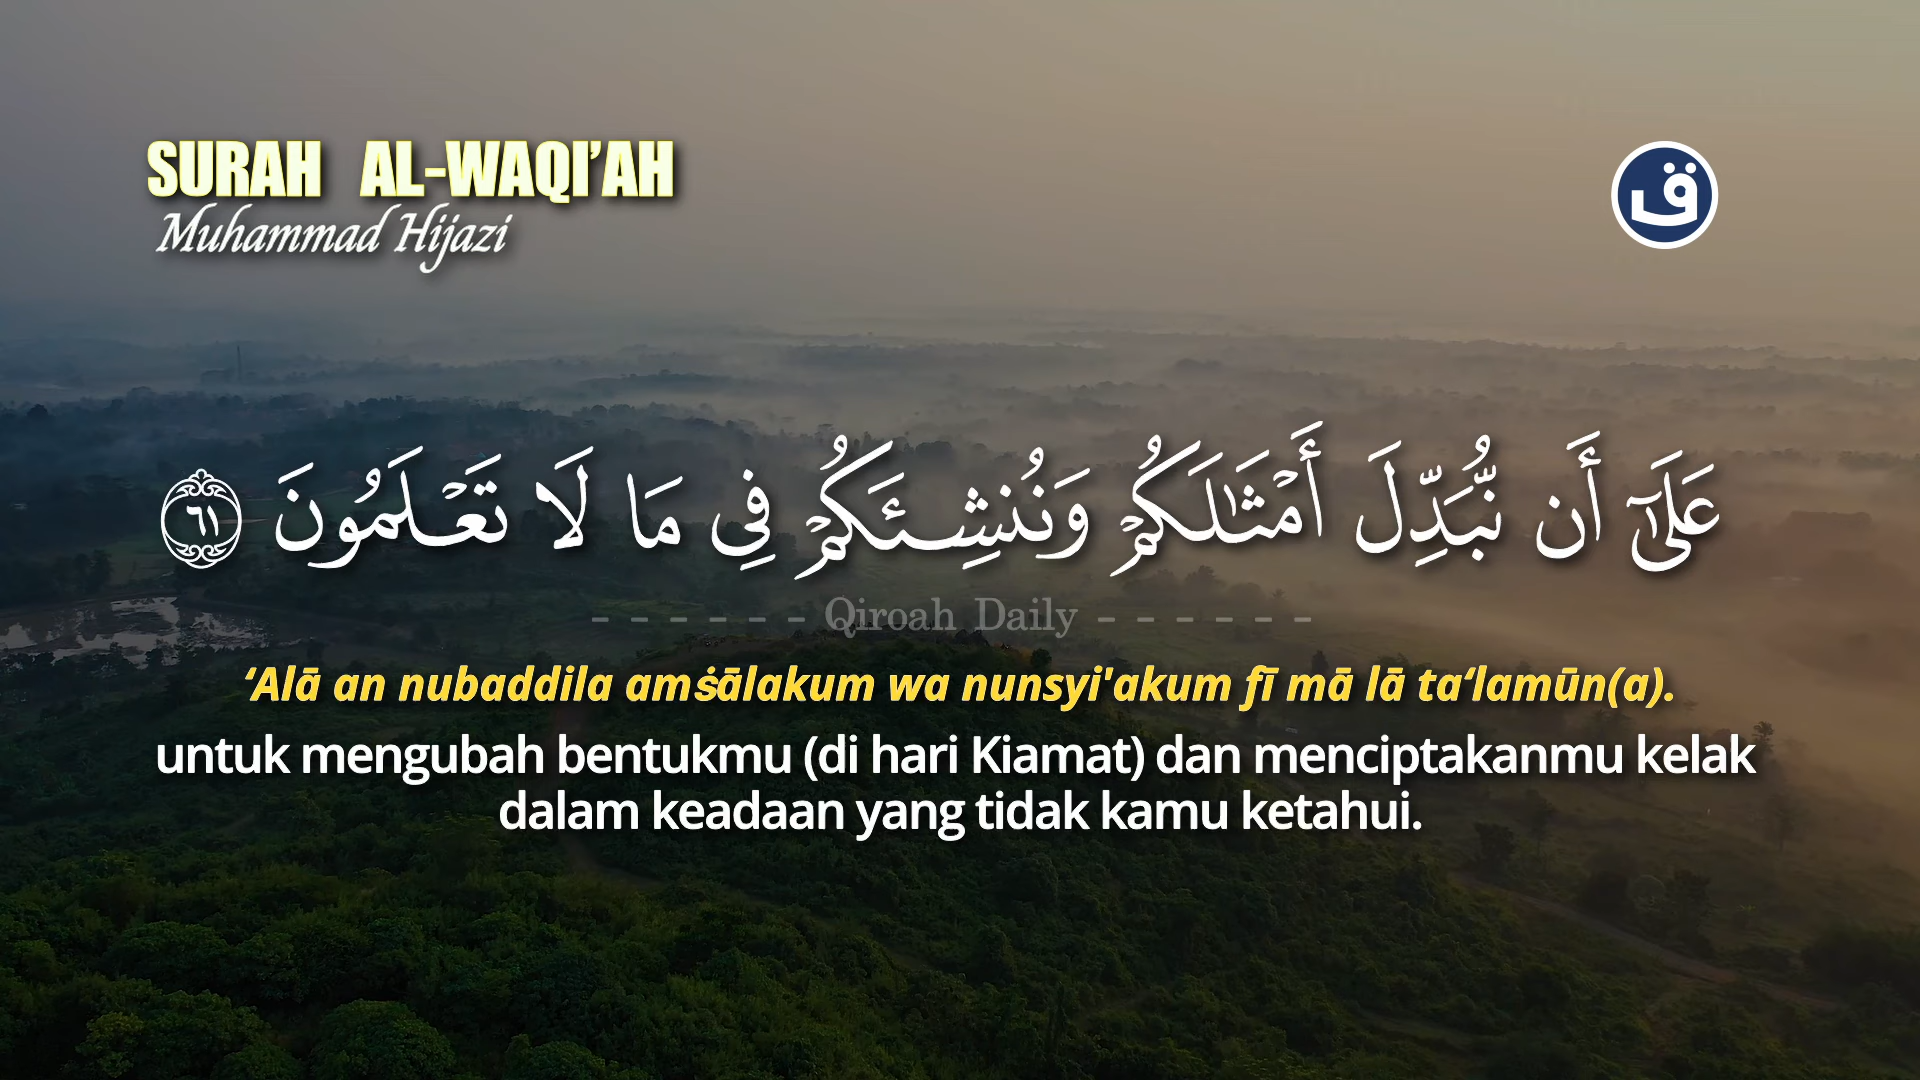 SURAH AL-WAQI’AH
Muhammad Hijazi
ق
عَلَىٰٓ أَن نُّبَدِّلَ أَمْثَـٰلَكُمْ وَنُنشِئَكُمْ فِى مَا لَا تَعْلَمُونَ ٦١
- - - - - - Qiroah Daily - - - - - -
‘Alā an nubaddila amṡālakum wa nunsyi'akum fī mā lā ta‘lamūn(a).
untuk mengubah bentukmu (di hari Kiamat) dan menciptakanmu kelak
dalam keadaan yang tidak kamu ketahui.